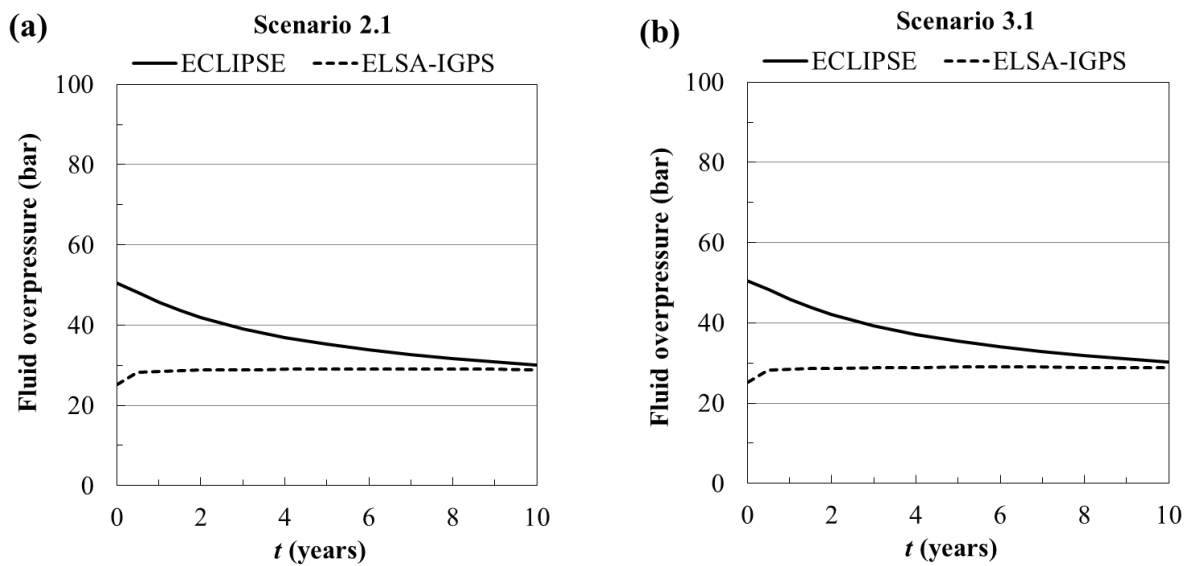 (a)
Scenario 2.1
ECLIPSE ELSA-IGPS
Fluid overpressure (bar)
100
80
60
40
20
0
0 2 4 6 8 10
t (years)
(b)
Scenario 3.1
ECLIPSE ELSA-IGPS
Fluid overpressure (bar)
100
80
60
40
20
0
0 2 4 6 8 10
t (years)